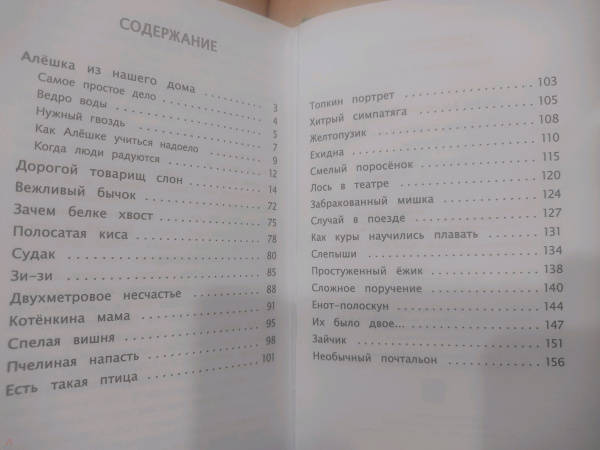 СОДЕРЖАНИЕ
Алёшка из нашего дома . . . . . . . . 3
Самое простое дело . . . . . . . . . . 4
Ведро воды . . . . . . . . . . 5
Нужный гвоздь . . . . . . . . . . 7
Как Алёшке учиться надоело . . . . . . . . 9
Когда люди радуются . . . . . . . . . . 12
Дорогой товарищ слон . . . . . . . . . . 14
Вежливый бычок . . . . . . . . . . 72
Зачем белке хвост . . . . . . . . . . 75
Полосатая киса . . . . . . . . . . 78
Судак . . . . . . . . . . 80
Зи-зи . . . . . . . . . . 85
Двухметровое несчастье . . . . . . . . 88
Котёнкина мама . . . . . . . . . . 91
Спелая вишня . . . . . . . . . . 95
Пчелиная напасть . . . . . . . . . . 98
Есть такая птица . . . . . . . . . . 101
Топкин портрет . . . . . . . . . . 103
Хитрый симпатяга . . . . . . . . . . 105
Желтопузик . . . . . . . . . . 108
Ехидна . . . . . . . . . . 110
Смелый поросёнок . . . . . . . . . . 115
Лось в театре . . . . . . . . . . 120
Забракованный мишка . . . . . . . . . . 124
Случай в поезде . . . . . . . . . . 127
Как куры научились плавать . . . . . . . . 131
Слепыши . . . . . . . . . . 134
Простуженный ёжик . . . . . . . . . . 138
Сложное поручение . . . . . . . . . . 140
Енот-полоскун . . . . . . . . . . 144
Их было двое... . . . . . . . . . . 147
Зайчик . . . . . . . . . . 151
Необычный почтальон . . . . . . . . . . 156